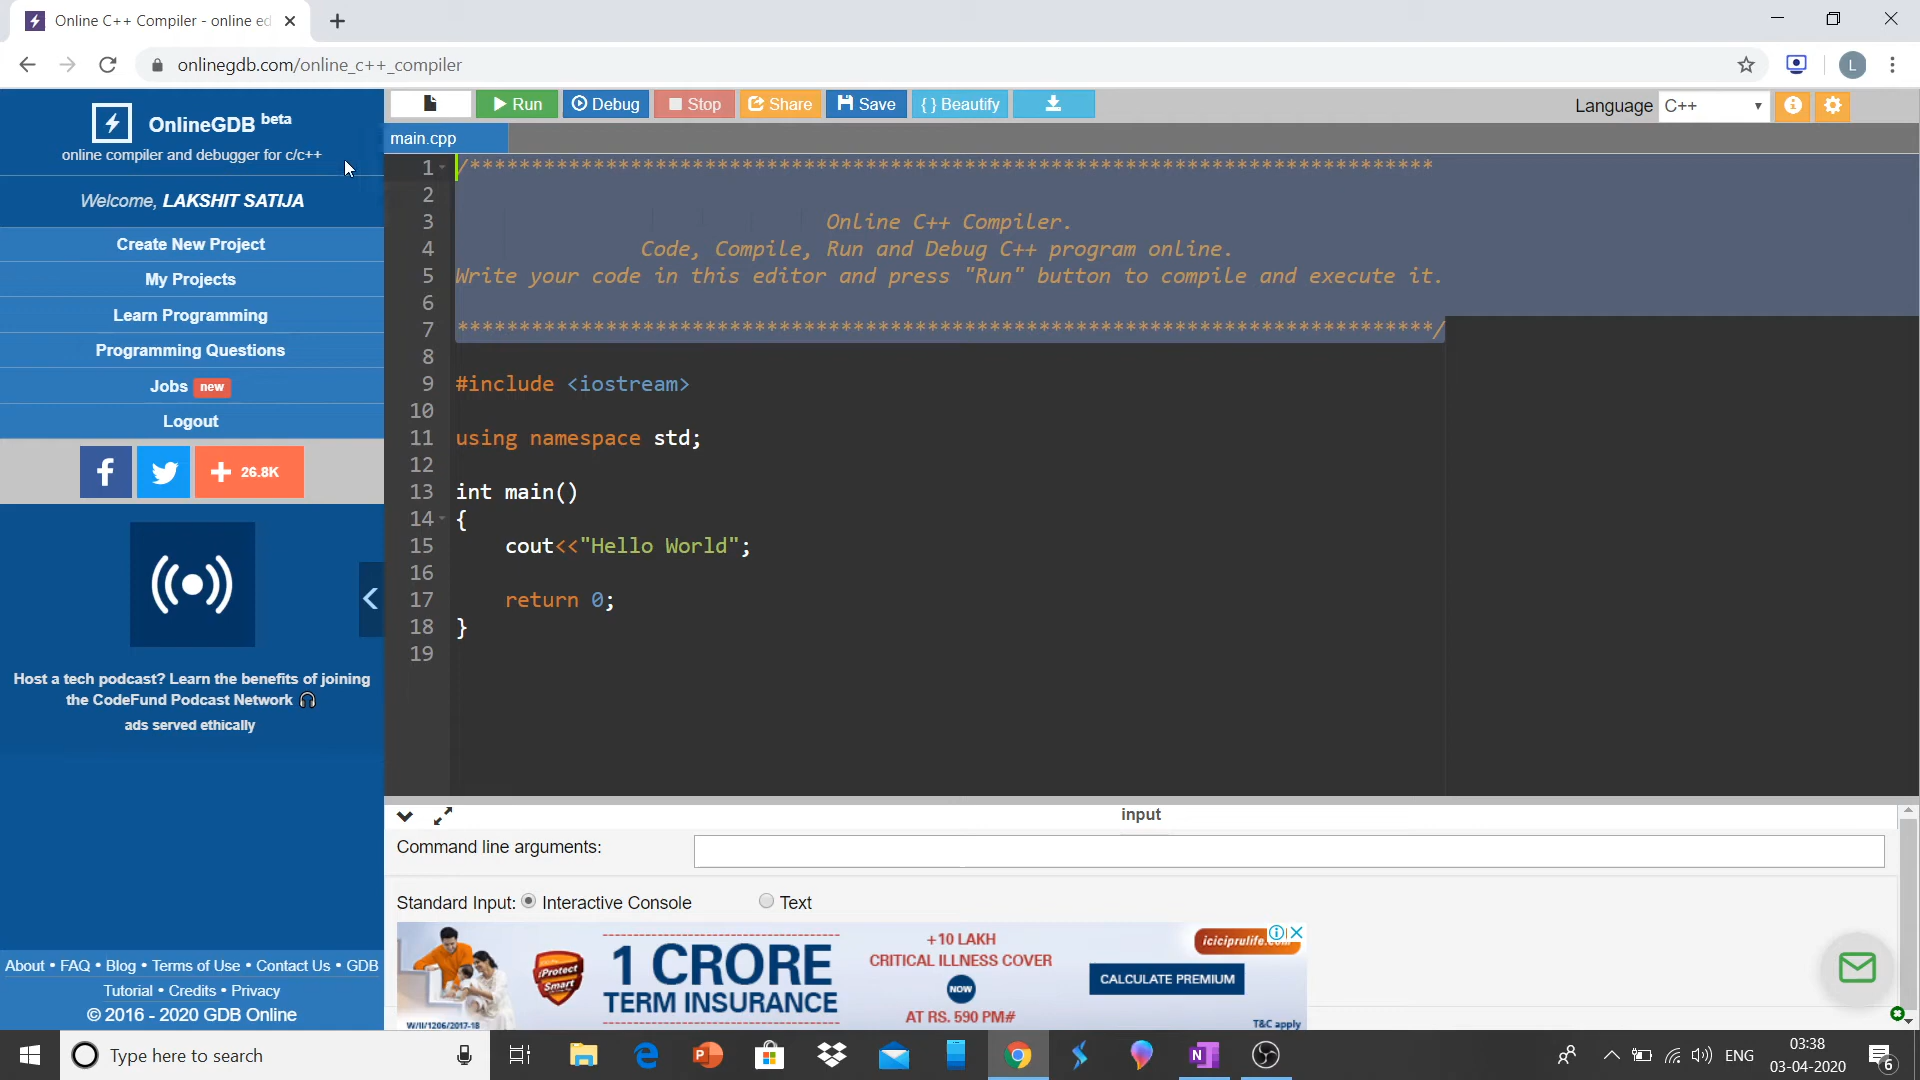 Online C++ Compiler - online ed
onlinegdb.com/online_c++_compiler
L
OnlineGDB beta
online compiler and debugger for c/c++
Welcome, LAKSHIT SATIJA
Create New Project
My Projects
Learn Programming
Programming Questions
Jobs new
Logout
f
+ 26.8K
Host a tech podcast? Learn the benefits of joining
the CodeFund Podcast Network
ads served ethically
About • FAQ • Blog • Terms of Use • Contact Us • GDB
Tutorial • Credits • Privacy
© 2016 - 2020 GDB Online
Run Debug Stop Share Save { } Beautify
Language C++
main.cpp
1 /******************************************************************************
2
3 Online C++ Compiler.
4 Code, Compile, Run and Debug C++ program online.
5 Write your code in this editor and press "Run" button to compile and execute it.
6
7 *******************************************************************************/
8
9 #include <iostream>
10
11 using namespace std;
12
13 int main()
14 {
15 cout<<"Hello World";
16
17 return 0;
18 }
19
input
Command line arguments:
Standard Input: Interactive Console Text
iProtect
Smart
W/II/1206/2017-18
1 CRORE
TERM INSURANCE
+10 LAKH
CRITICAL ILLNESS COVER
NOW
AT RS. 590 PM#
CALCULATE PREMIUM
T&C apply
Type here to search
ENG
03:38
03-04-2020
6